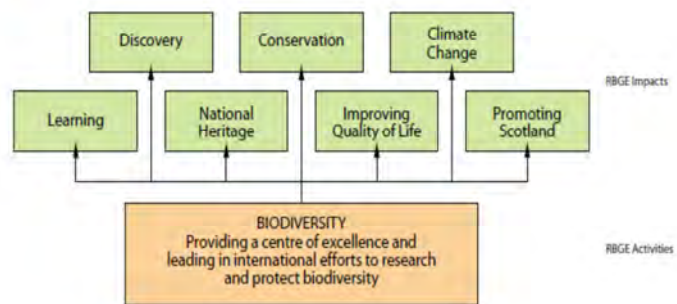 Discovery
Conservation
Climate
Change
RBGE Impacts
Learning
National
Heritage
Improving
Quality of Life
Promoting
Scotland
BIODIVERSITY
Providing a centre of excellence and
leading in international efforts to research
and protect biodiversity
RBGE Activities